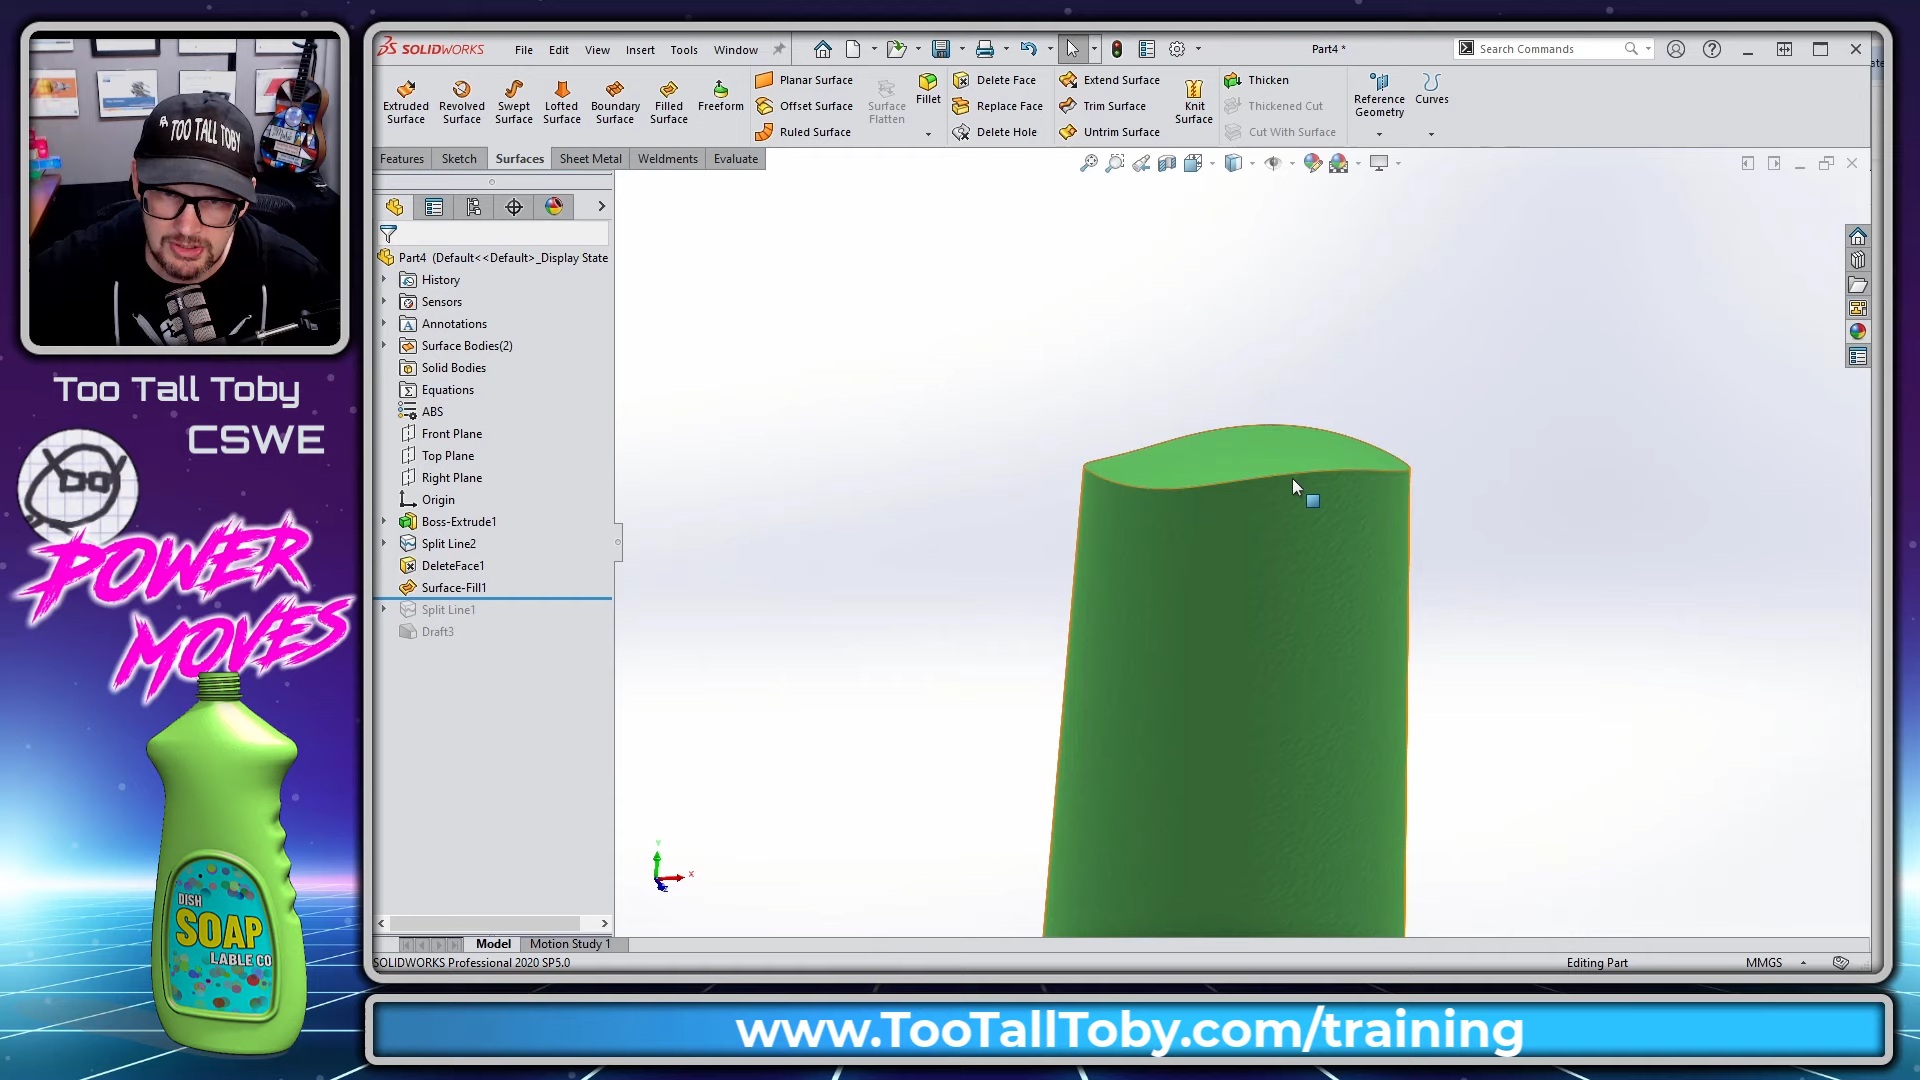 TOO TALL TOBY
Too Tall Toby
CSWE
POWER
MOVES
DISH
SOAP
LABLE CO
SOLIDWORKS
File
Edit
View
Insert
Tools
Window
Part4 *
Search Commands
Extruded Surface
Revolved Surface
Swept Surface
Lofted Surface
Boundary Surface
Filled Surface
Freeform
Planar Surface
Offset Surface
Ruled Surface
Surface Flatten
Fillet
Delete Face
Replace Face
Delete Hole
Extend Surface
Trim Surface
Untrim Surface
Knit Surface
Thicken
Thickened Cut
Cut With Surface
Reference Geometry
Curves
Features
Sketch
Surfaces
Sheet Metal
Weldments
Evaluate
Part4 (Default<<Default>_Display State
History
Sensors
Annotations
Surface Bodies(2)
Solid Bodies
Equations
ABS
Front Plane
Top Plane
Right Plane
Origin
Boss-Extrude1
Split Line2
DeleteFace1
Surface-Fill1
Split Line1
Draft3
Y
X
Z
Model
Motion Study 1
SOLIDWORKS Professional 2020 SP5.0
Editing Part
MMGS
www.TooTallToby.com/training